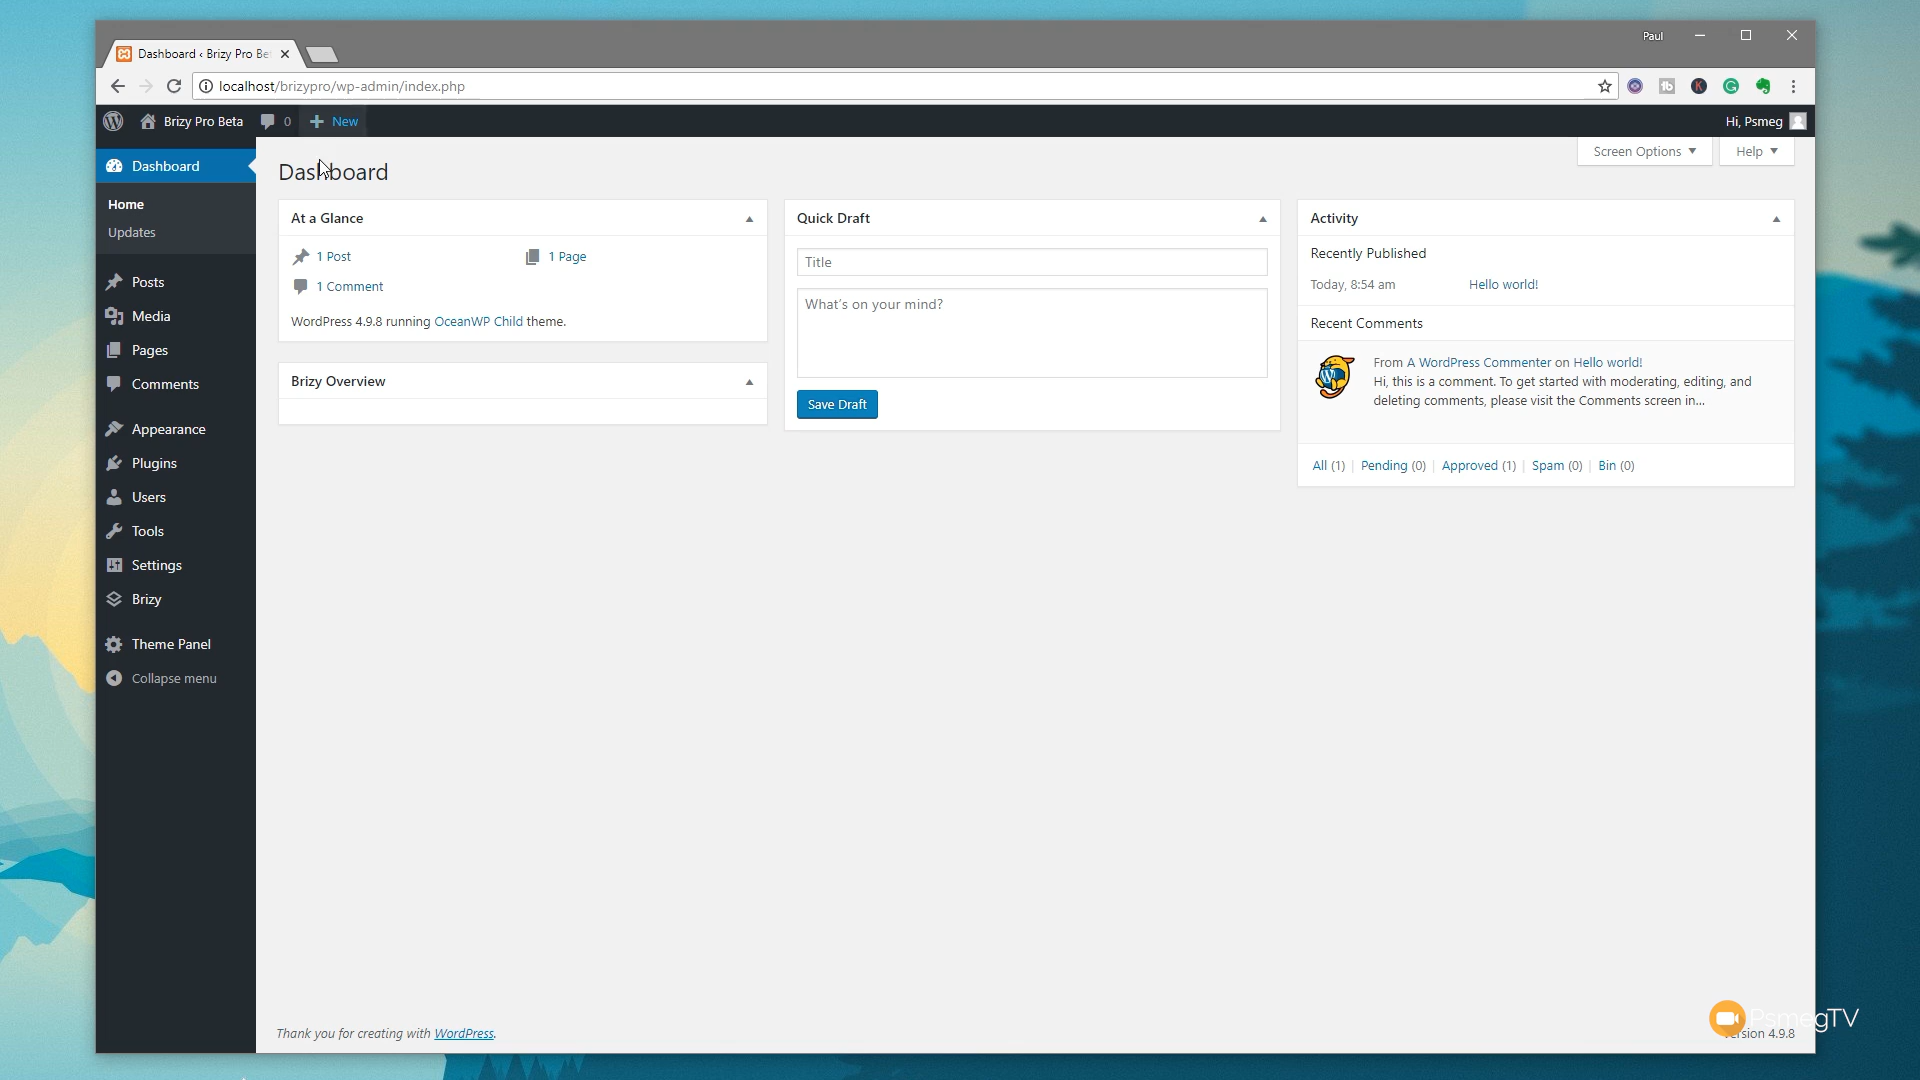 Paul
Dashboard ‹ Brizy Pro Be
localhost/brizypro/wp-admin/index.php
Brizy Pro Beta 0 New
Hi, Psmeg
Dashboard
Home
Updates
Posts
Media
Pages
Comments
Appearance
Plugins
Users
Tools
Settings
Brizy
Theme Panel
Collapse menu
Screen Options
Help
Dashboard
At a Glance
1 Post
1 Page
1 Comment
WordPress 4.9.8 running OceanWP Child theme.
Brizy Overview
Quick Draft
Title
What's on your mind?
Save Draft
Activity
Recently Published
Today, 8:54 am
Hello world!
Recent Comments
From A WordPress Commenter on Hello world!
Hi, this is a comment. To get started with moderating, editing, and
deleting comments, please visit the Comments screen in...
All (1) | Pending (0) | Approved (1) | Spam (0) | Bin (0)
Thank you for creating with WordPress.
PsmegTV
4.9.8